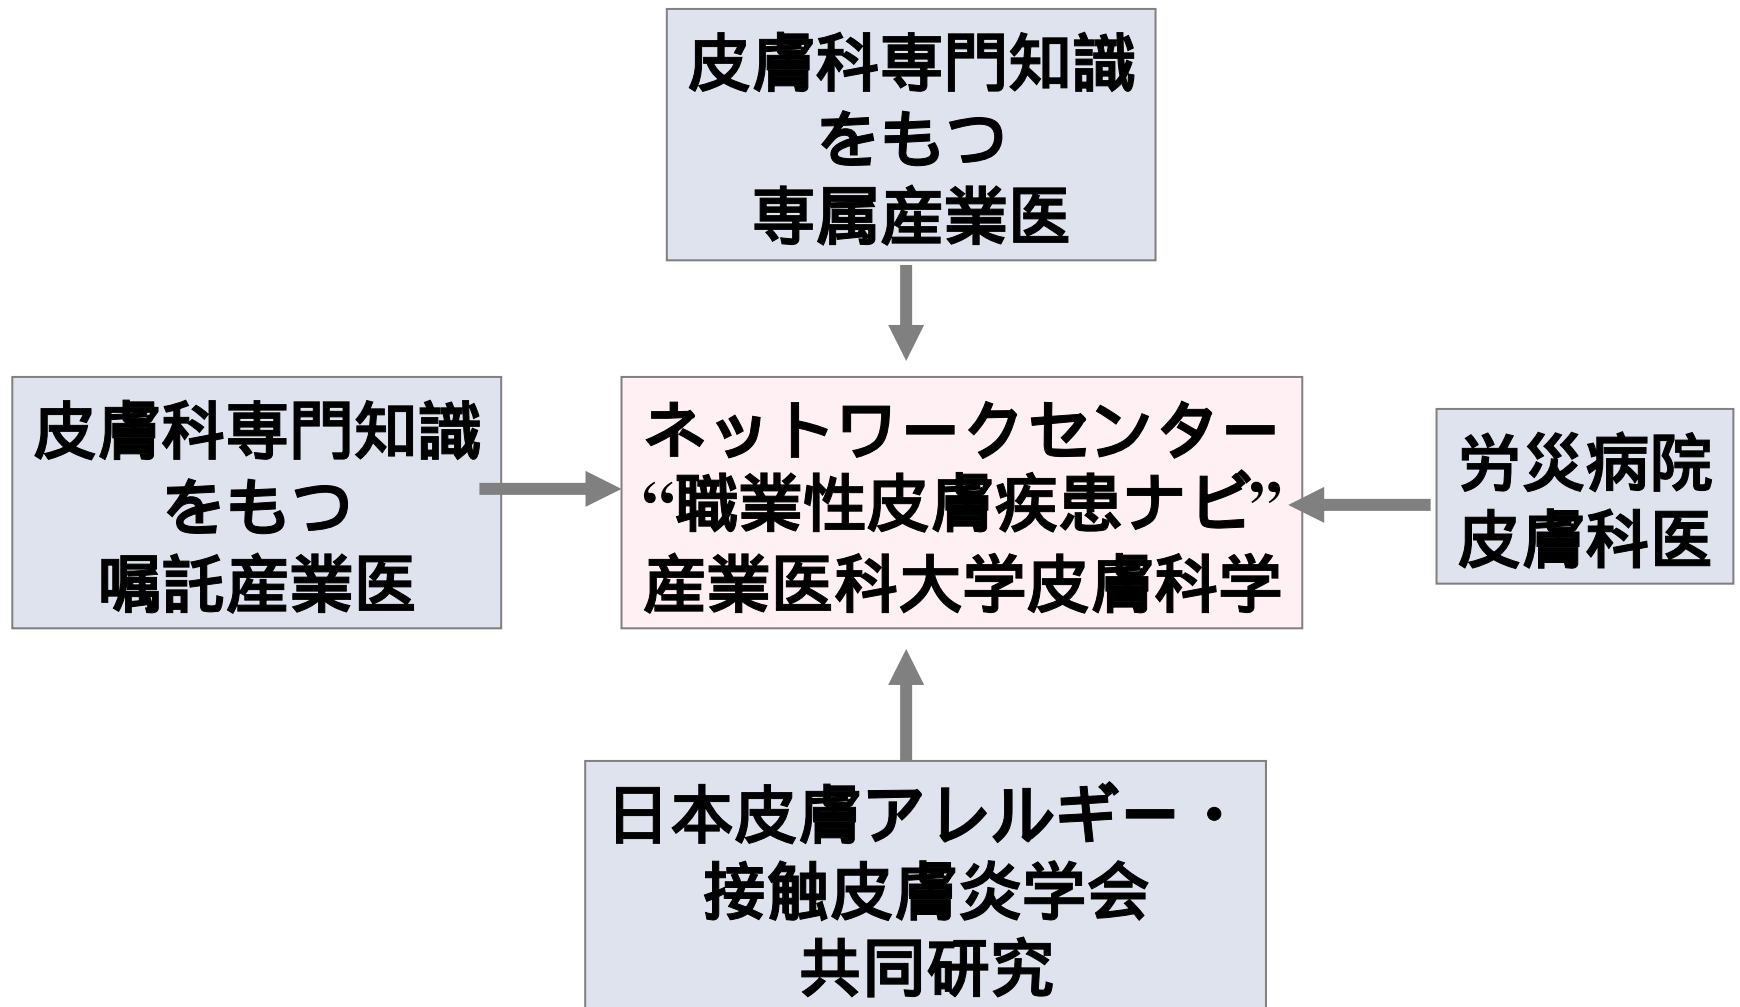 皮膚科専門知識
をもつ
専属産業医
皮膚科専門知識
をもつ
嘱託産業医
ネットワークセンター
“職業性皮膚疾患ナビ”
産業医科大学皮膚科学
労災病院
皮膚科医
日本皮膚アレルギー・
接触皮膚炎学会
共同研究